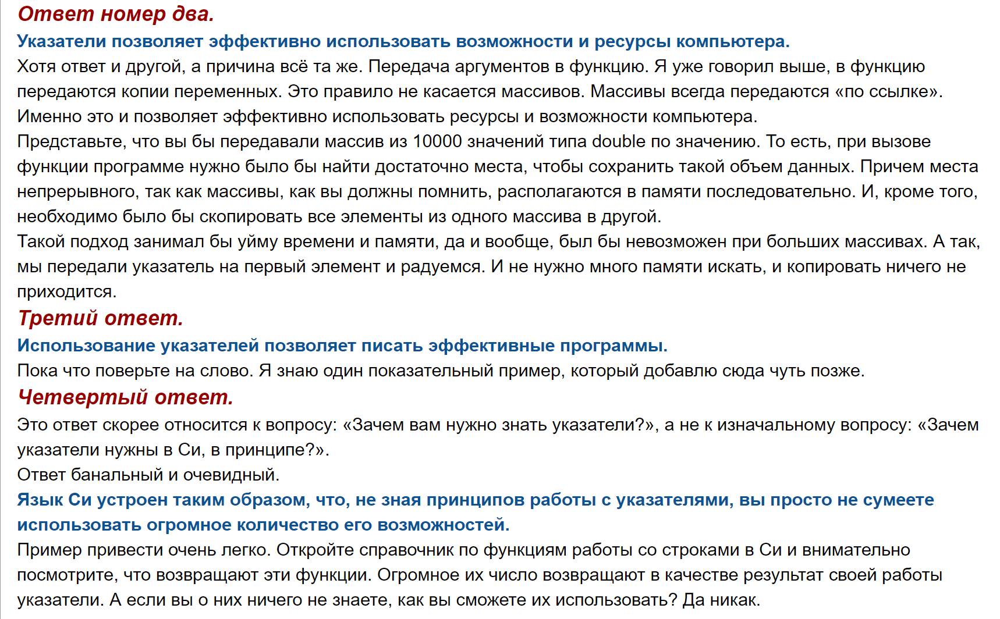 Ответ номер два.
Указатели позволяет эффективно использовать возможности и ресурсы компьютера.
Хотя ответ и другой, а причина всё та же. Передача аргументов в функцию. Я уже говорил выше, в функцию
передаются копии переменных. Это правило не касается массивов. Массивы всегда передаются «по ссылке».
Именно это и позволяет эффективно использовать ресурсы и возможности компьютера.
Представьте, что вы бы передавали массив из 10000 значений типа double по значению. То есть, при вызове
функции программе нужно было бы найти достаточно места, чтобы сохранить такой объем данных. Причем места
непрерывного, так как массивы, как вы должны помнить, располагаются в памяти последовательно. И, кроме того,
необходимо было бы скопировать все элементы из одного массива в другой.
Такой подход занимал бы уйму времени и памяти, да и вообще, был бы невозможен при больших массивах. А так,
мы передали указатель на первый элемент и радуемся. И не нужно много памяти искать, и копировать ничего не
приходится.
Третий ответ.
Использование указателей позволяет писать эффективные программы.
Пока что поверьте на слово. Я знаю один показательный пример, который добавлю сюда чуть позже.
Четвертый ответ.
Это ответ скорее относится к вопросу: «Зачем вам нужно знать указатели?», а не к изначальному вопросу: «Зачем
указатели нужны в Си, в принципе?».
Ответ банальный и очевидный.
Язык Си устроен таким образом, что, не зная принципов работы с указателями, вы просто не сумеете
использовать огромное количество его возможностей.
Пример привести очень легко. Откройте справочник по функциям работы со строками в Си и внимательно
посмотрите, что возвращают эти функции. Огромное их число возвращают в качестве результат своей работы
указатели. А если вы о них ничего не знаете, как вы сможете их использовать? Да никак.